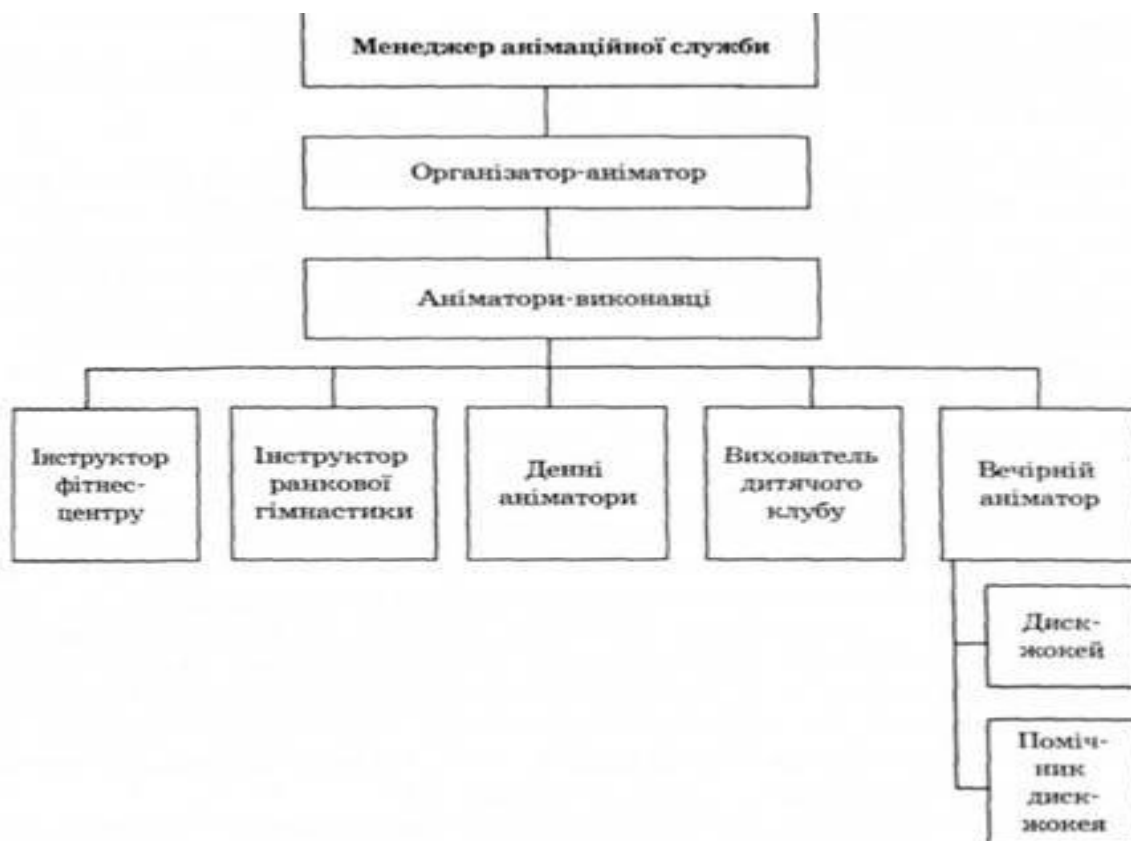 Менеджер анімаційної служби
Організатор-аніматор
Аніматори-виконавці
Інструктор
фітнес-
центру
Інструктор
ранкової
гімнастики
Денні
аніматори
Вихователь
дитячого
клубу
Вечірній
аніматор
Диск-
жокей
Поміч-
ник
диск-
жокея